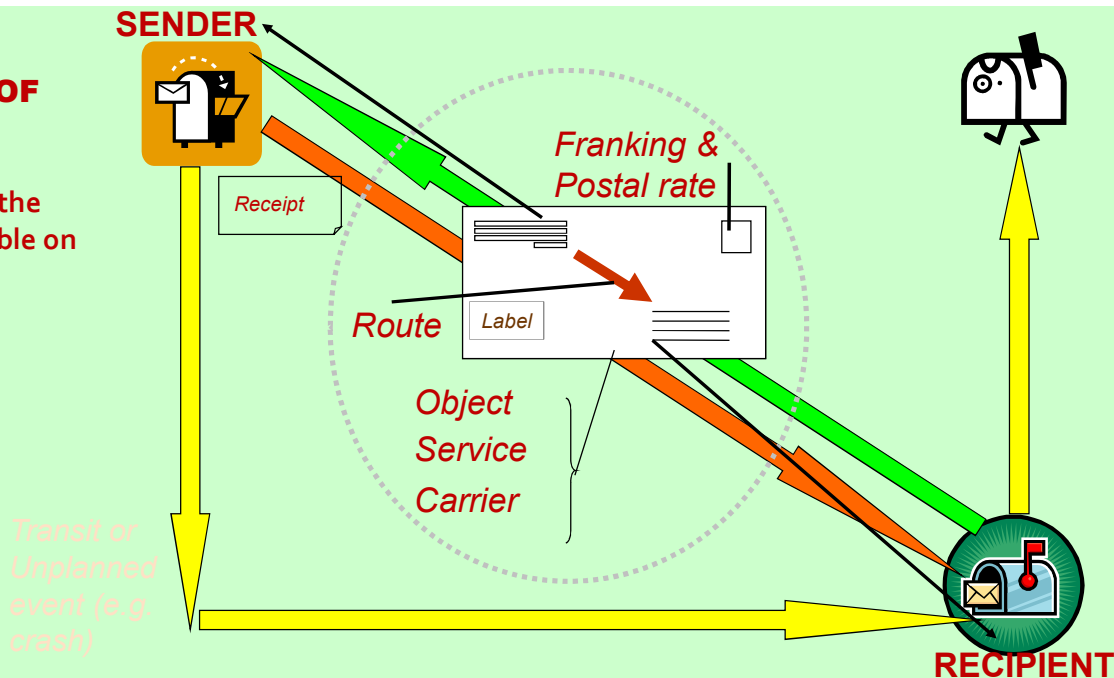 SENDER
OF
the
ble on
Receipt
Franking &
Postal rate
Route
Label
Object
Service
Carrier
Transit or
Unplanned
event (e.g.
crash)
RECIPIENT